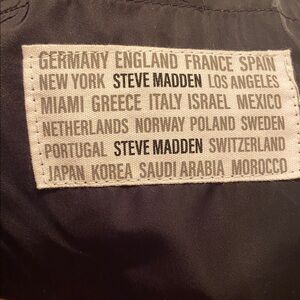 GERMANY ENGLAND FRANCE SPAIN
NEW YORK STEVE MADDEN LOS ANGELES
MIAMI GREECE ITALY ISRAEL MEXICO
NETHERLANDS NORWAY POLAND SWEDEN
PORTUGAL STEVE MADDEN SWITZERLAND
JAPAN KOREA SAUDI ARABIA MOROCCO